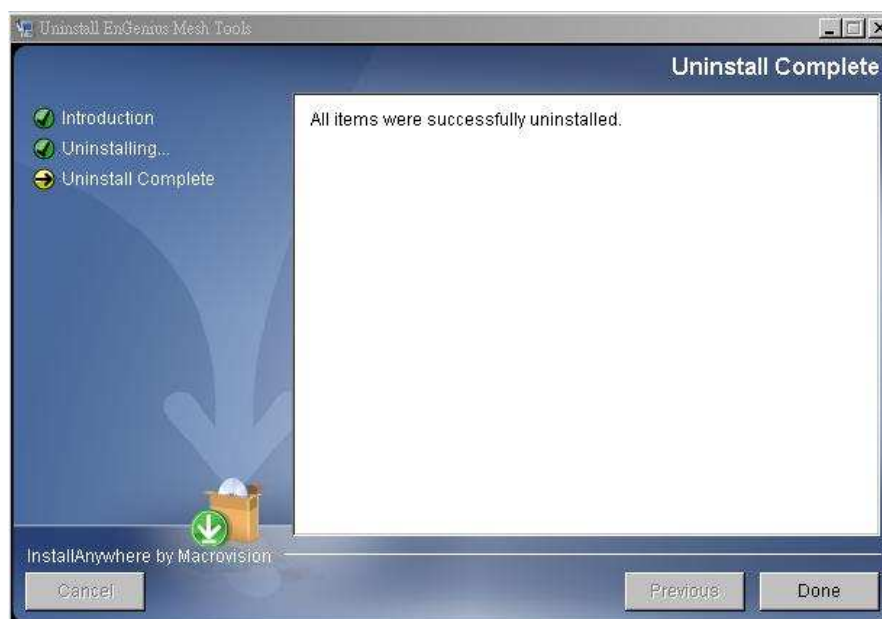 Uninstall EnGenius Mesh Tools
Uninstall Complete
Introduction
Uninstalling...
Uninstall Complete
All items were successfully uninstalled.
InstallAnywhere by Macrovision
Cancel
Previous
Done